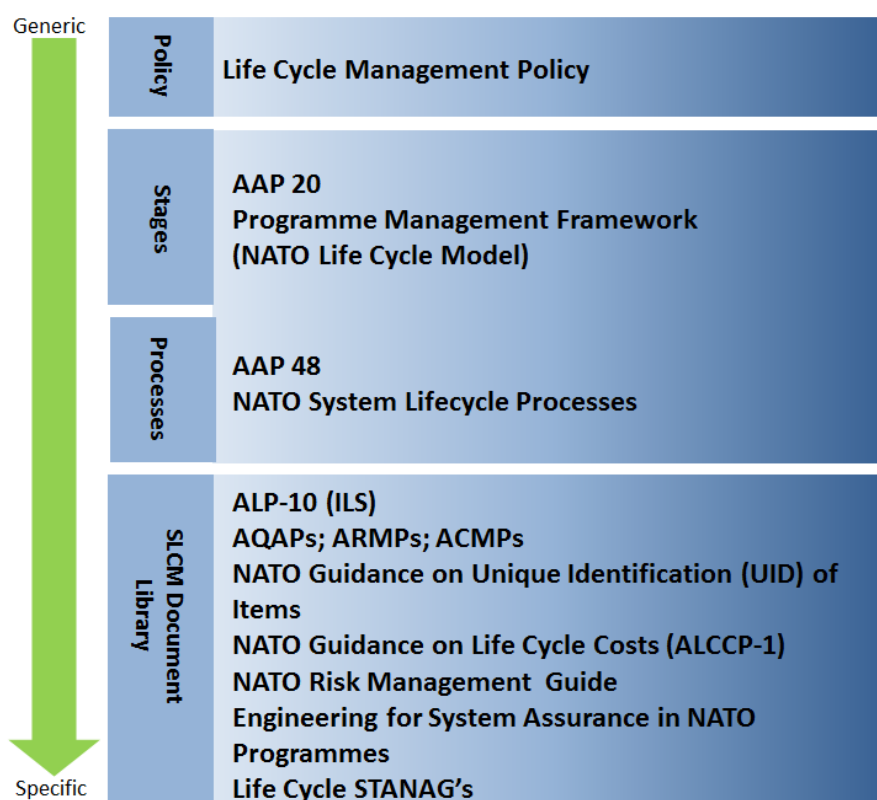 Generic
Policy
Life Cycle Management Policy
Stages
AAP 20
Programme Management Framework
(NATO Life Cycle Model)
Processes
AAP 48
NATO System Lifecycle Processes
SLCM Document
Library
ALP-10 (ILS)
AQAPs; ARMPs; ACMPs
NATO Guidance on Unique Identification (UID) of
Items
NATO Guidance on Life Cycle Costs (ALCCP-1)
NATO Risk Management Guide
Engineering for System Assurance in NATO
Programmes
Life Cycle STANAG's
Specific